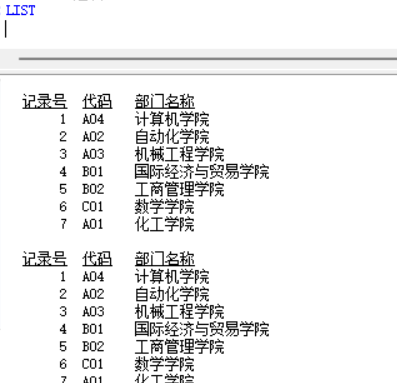 LIST
记录号 代码 部门名称
1 A04 计算机学院
2 A02 自动化学院
3 A03 机械工程学院
4 B01 国际经济与贸易学院
5 B02 工商管理学院
6 C01 数学学院
7 A01 化工学院
记录号 代码 部门名称
1 A04 计算机学院
2 A02 自动化学院
3 A03 机械工程学院
4 B01 国际经济与贸易学院
5 B02 工商管理学院
6 C01 数学学院
7 A01 化工学院